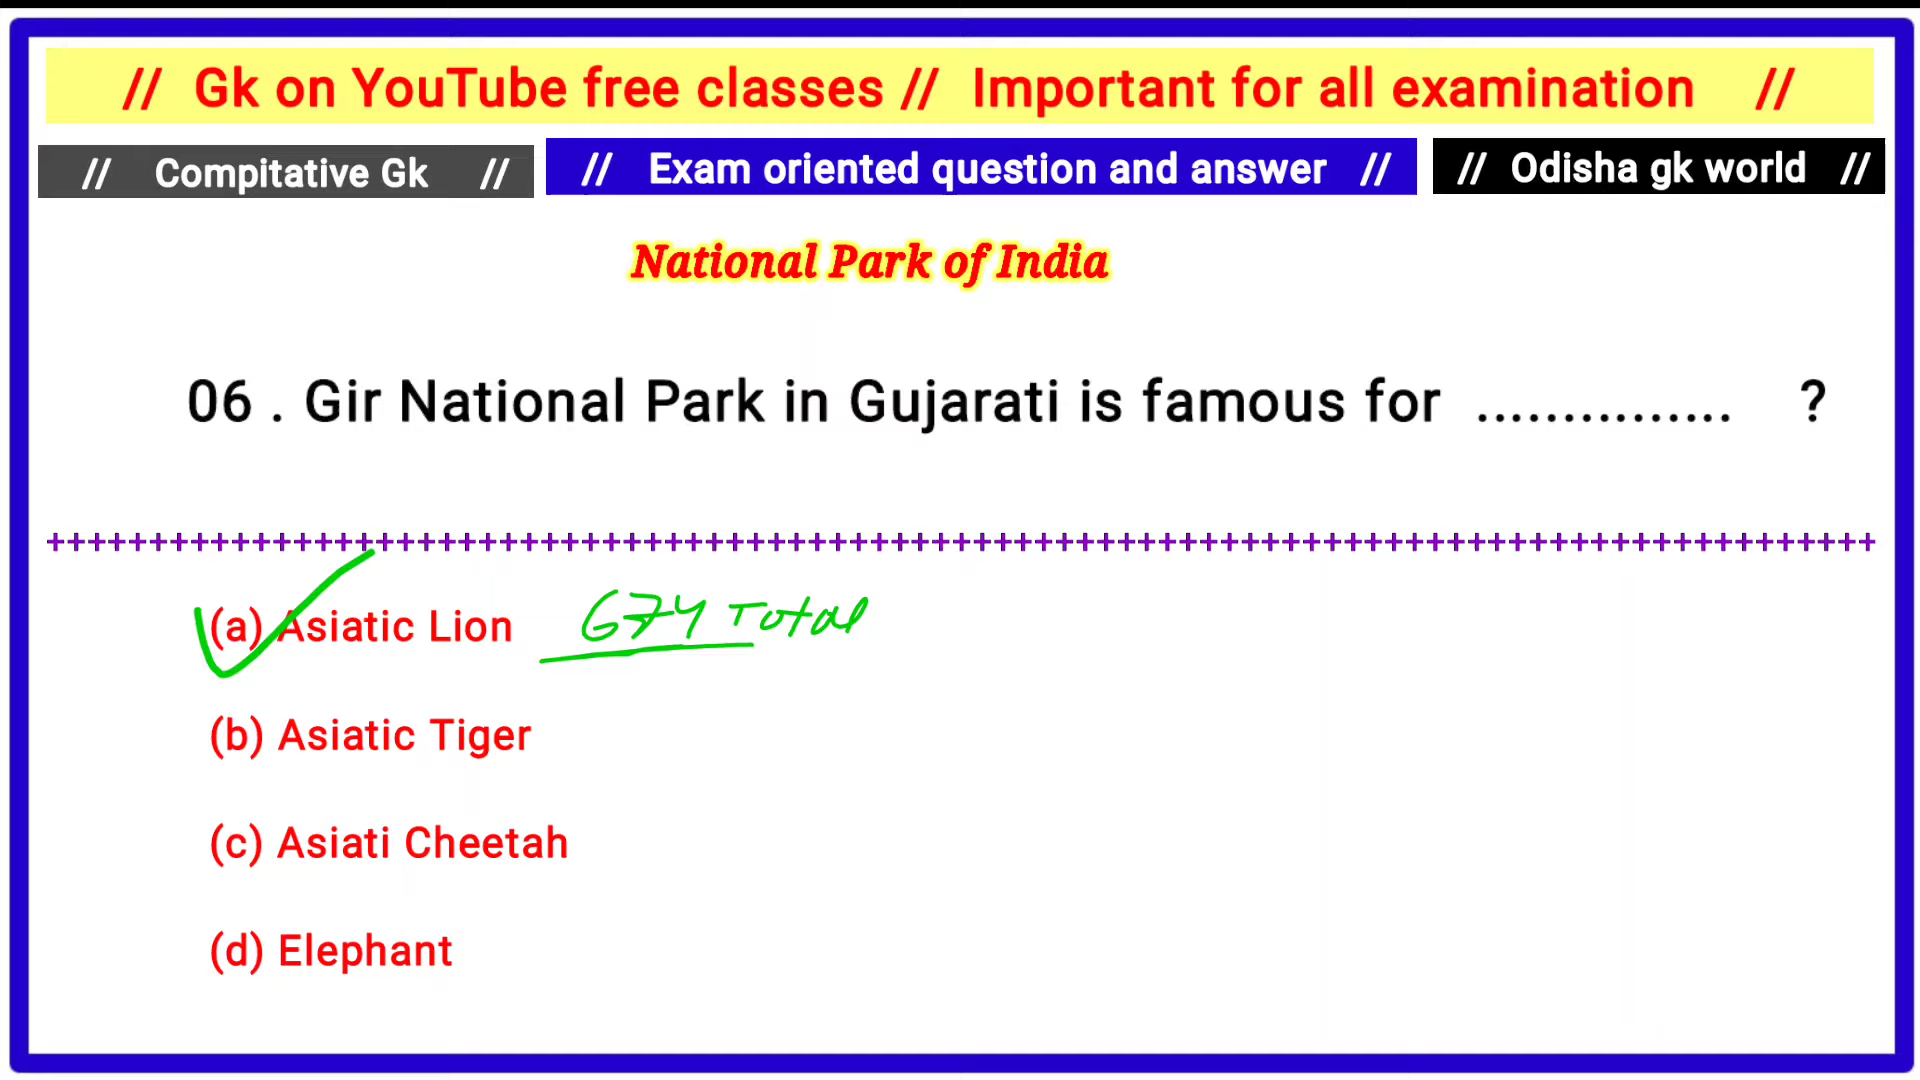 // Gk on YouTube free classes // Important for all examination //
// Compitative Gk //
// Exam oriented question and answer //
// Odisha gk world //
National Park of India
06 . Gir National Park in Gujarati is famous for ............... ?
++++++++++++++++++++++++++++++++++++++++++++++++++++++++++++++++++++++++++++++++++++++++
(a) Asiatic Lion 674 Total
(b) Asiatic Tiger
(c) Asiati Cheetah
(d) Elephant